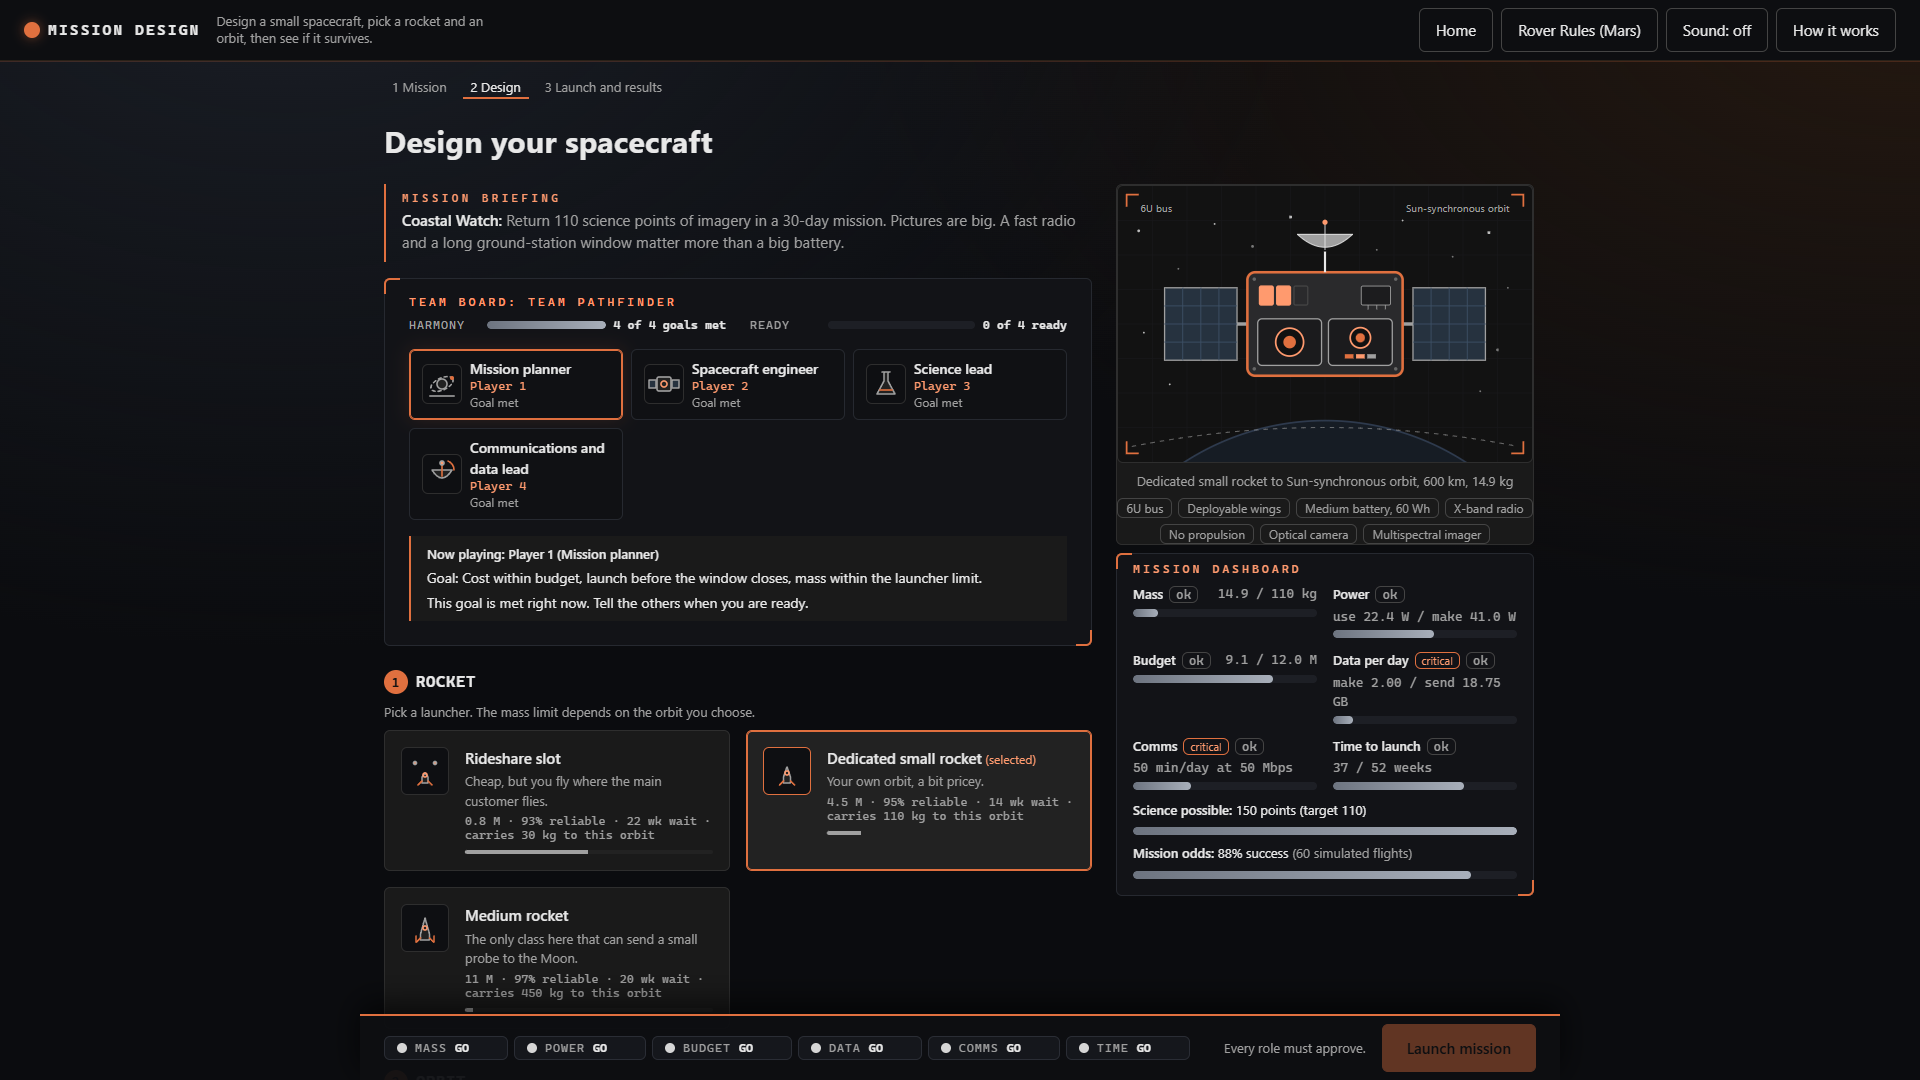 MISSION DESIGN
Design a small spacecraft, pick a rocket and an
orbit, then see if it survives.
Home
Rover Rules (Mars)
Sound: off
How it works
1 Mission
2 Design
3 Launch and results
Design your spacecraft
MISSION BRIEFING
Coastal Watch: Return 110 science points of imagery in a 30-day mission. Pictures are big. A fast radio
and a long ground-station window matter more than a big battery.
TEAM BOARD: TEAM PATHFINDER
HARMONY 4 of 4 goals met READY 0 of 4 ready
Mission planner
Player 1
Goal met
Spacecraft engineer
Player 2
Goal met
Science lead
Player 3
Goal met
Communications and
data lead
Player 4
Goal met
Now playing: Player 1 (Mission planner)
Goal: Cost within budget, launch before the window closes, mass within the launcher limit.
This goal is met right now. Tell the others when you are ready.
1 ROCKET
Pick a launcher. The mass limit depends on the orbit you choose.
Rideshare slot
Cheap, but you fly where the main
customer flies.
0.8 M · 93% reliable · 22 wk wait ·
carries 30 kg to this orbit
Dedicated small rocket (selected)
Your own orbit, a bit pricey.
4.5 M · 95% reliable · 14 wk wait ·
carries 110 kg to this orbit
Medium rocket
The only class here that can send a small
probe to the Moon.
11 M · 97% reliable · 20 wk wait ·
carries 450 kg to this orbit
6U bus
Sun-synchronous orbit
Dedicated small rocket to Sun-synchronous orbit, 600 km, 14.9 kg
6U bus
Deployable wings
Medium battery, 60 Wh
X-band radio
No propulsion
Optical camera
Multispectral imager
MISSION DASHBOARD
Mass ok 14.9 / 110 kg
Power ok
use 22.4 W / make 41.0 W
Budget ok 9.1 / 12.0 M
Data per day critical ok
make 2.00 / send 18.75
GB
Comms critical ok
50 min/day at 50 Mbps
Time to launch ok
37 / 52 weeks
Science possible: 150 points (target 110)
Mission odds: 88% success (60 simulated flights)
MASS GO
POWER GO
BUDGET GO
DATA GO
COMMS GO
TIME GO
Every role must approve.
Launch mission